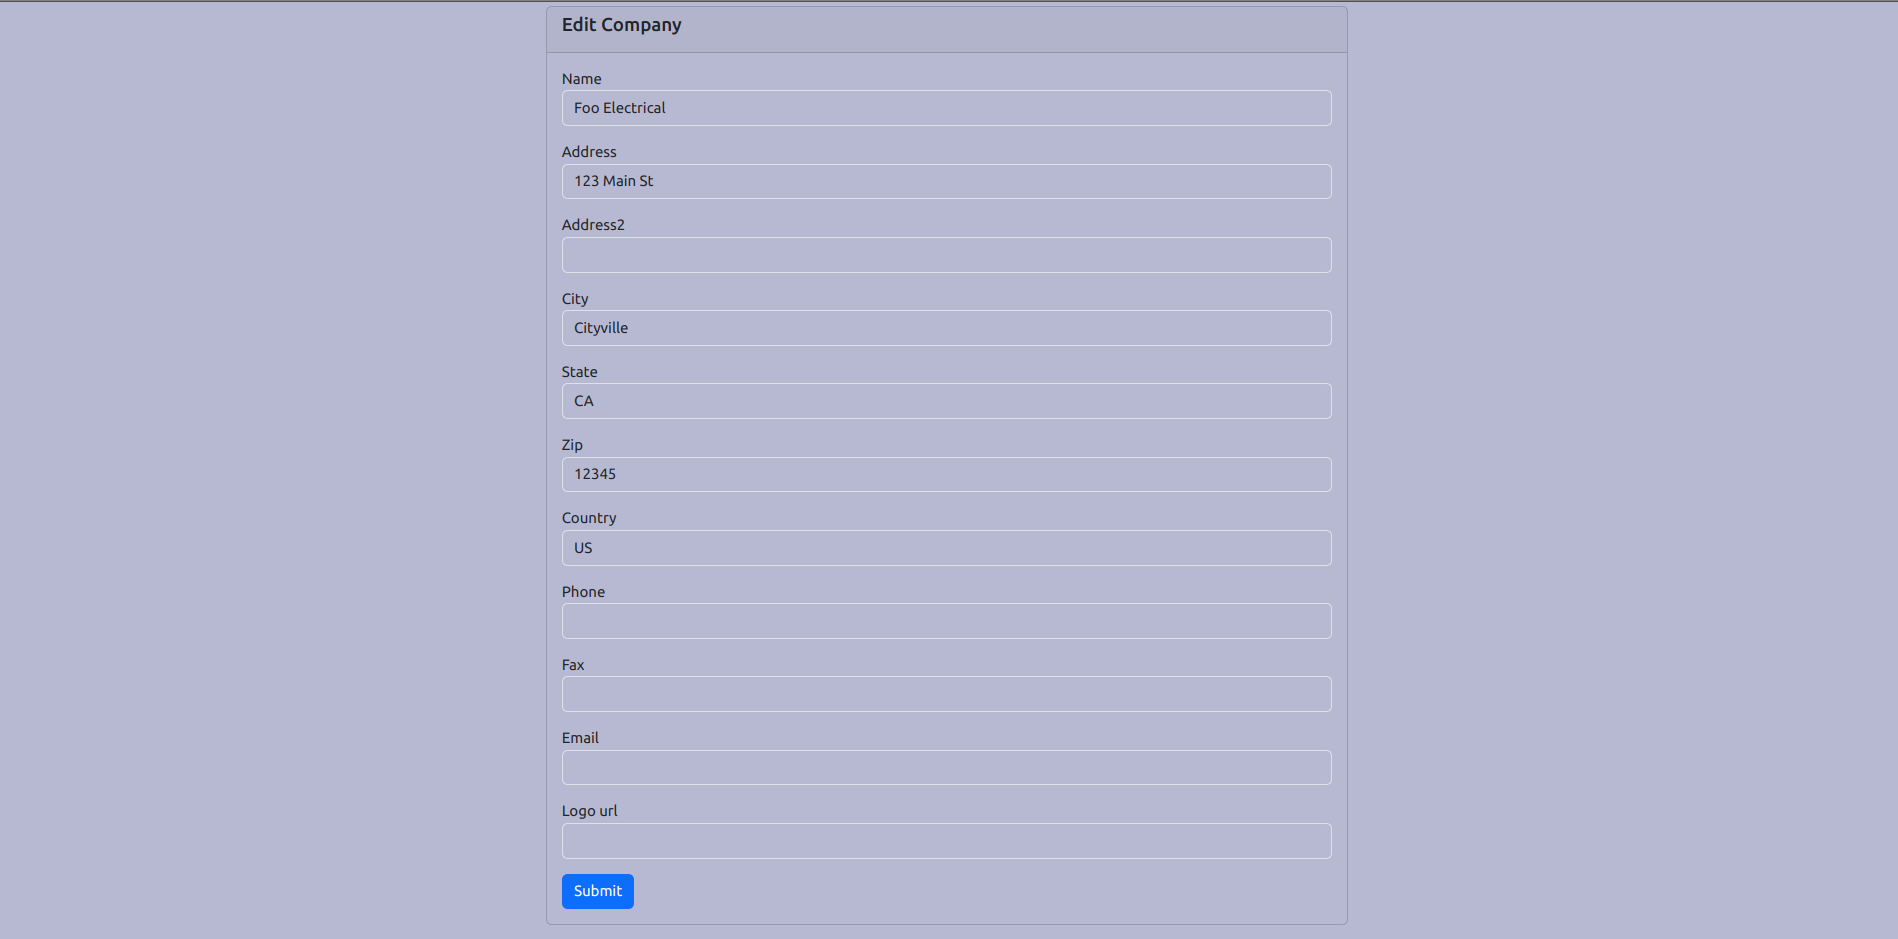 Edit Company
Name
Foo Electrical
Address
123 Main St
Address2
City
Cityville
State
CA
Zip
12345
Country
US
Phone
Fax
Email
Logo url
Submit